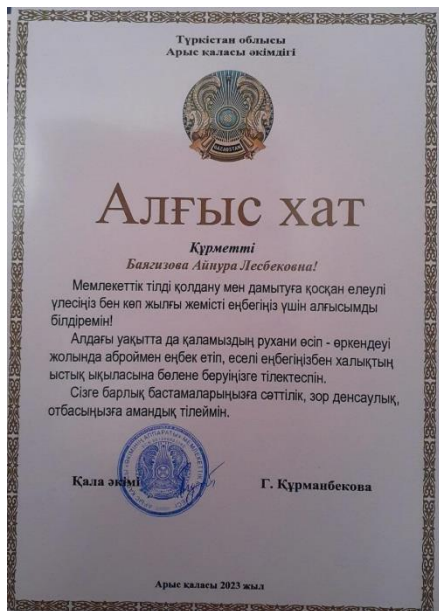 Түркістан облысы
Арыс қаласы әкімдігі
QAZAQSTAN
Алғыс хат
Құрметті
Баягизова Айнура Лесбековна!
Мемлекеттік тілді қолдану мен дамытуға қосқан елеулі
үлесіңіз бен көп жылғы жемісті еңбегіңіз үшін алғысымды
білдіремін!
Алдағы уақытта да қаламыздың рухани өсіп - өркендеуі
жолында аброймен еңбек етіп, еселі еңбегіңізбен халықтың
ыстық ықыласына бөлене беруіңізге тілектеспін.
Сізге барлық бастамаларыңызға сәттілік, зор денсаулық,
отбасыңызға амандық тілеймін.
Қала әкімі
Г. Құрманбекова
Арыс қаласы 2023 жыл